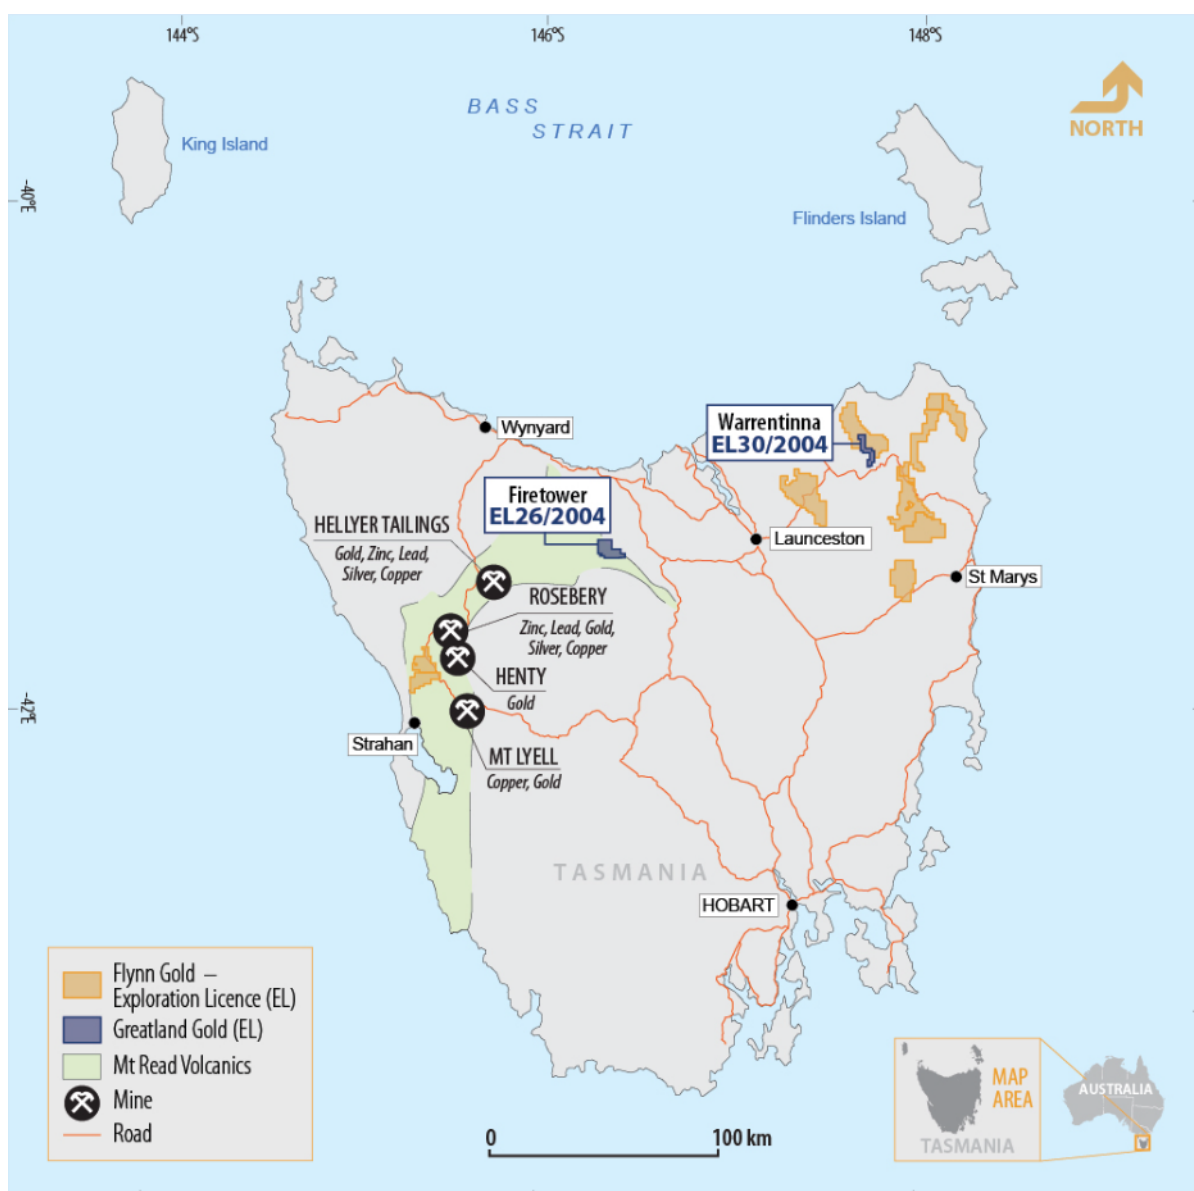 144°S
146°S
148°S
BASS
STRAIT
King Island
NORTH
-40°E
Flinders Island
Warrentinna
EL30/2004
Wynyard
Firetower
EL26/2004
HELLYER TAILINGS
Gold, Zinc, Lead,
Silver, Copper
Launceston
St Marys
ROSEBERY
Zinc, Lead, Gold,
Silver, Copper
HENTY
Gold
-42°E
Strahan
MT LYELL
Copper, Gold
TASMANIA
HOBART
Flynn Gold –
Exploration Licence (EL)
Greatland Gold (EL)
Mt Read Volcanics
Mine
Road
0
100 km
MAP
AREA
TASMANIA
AUSTRALIA